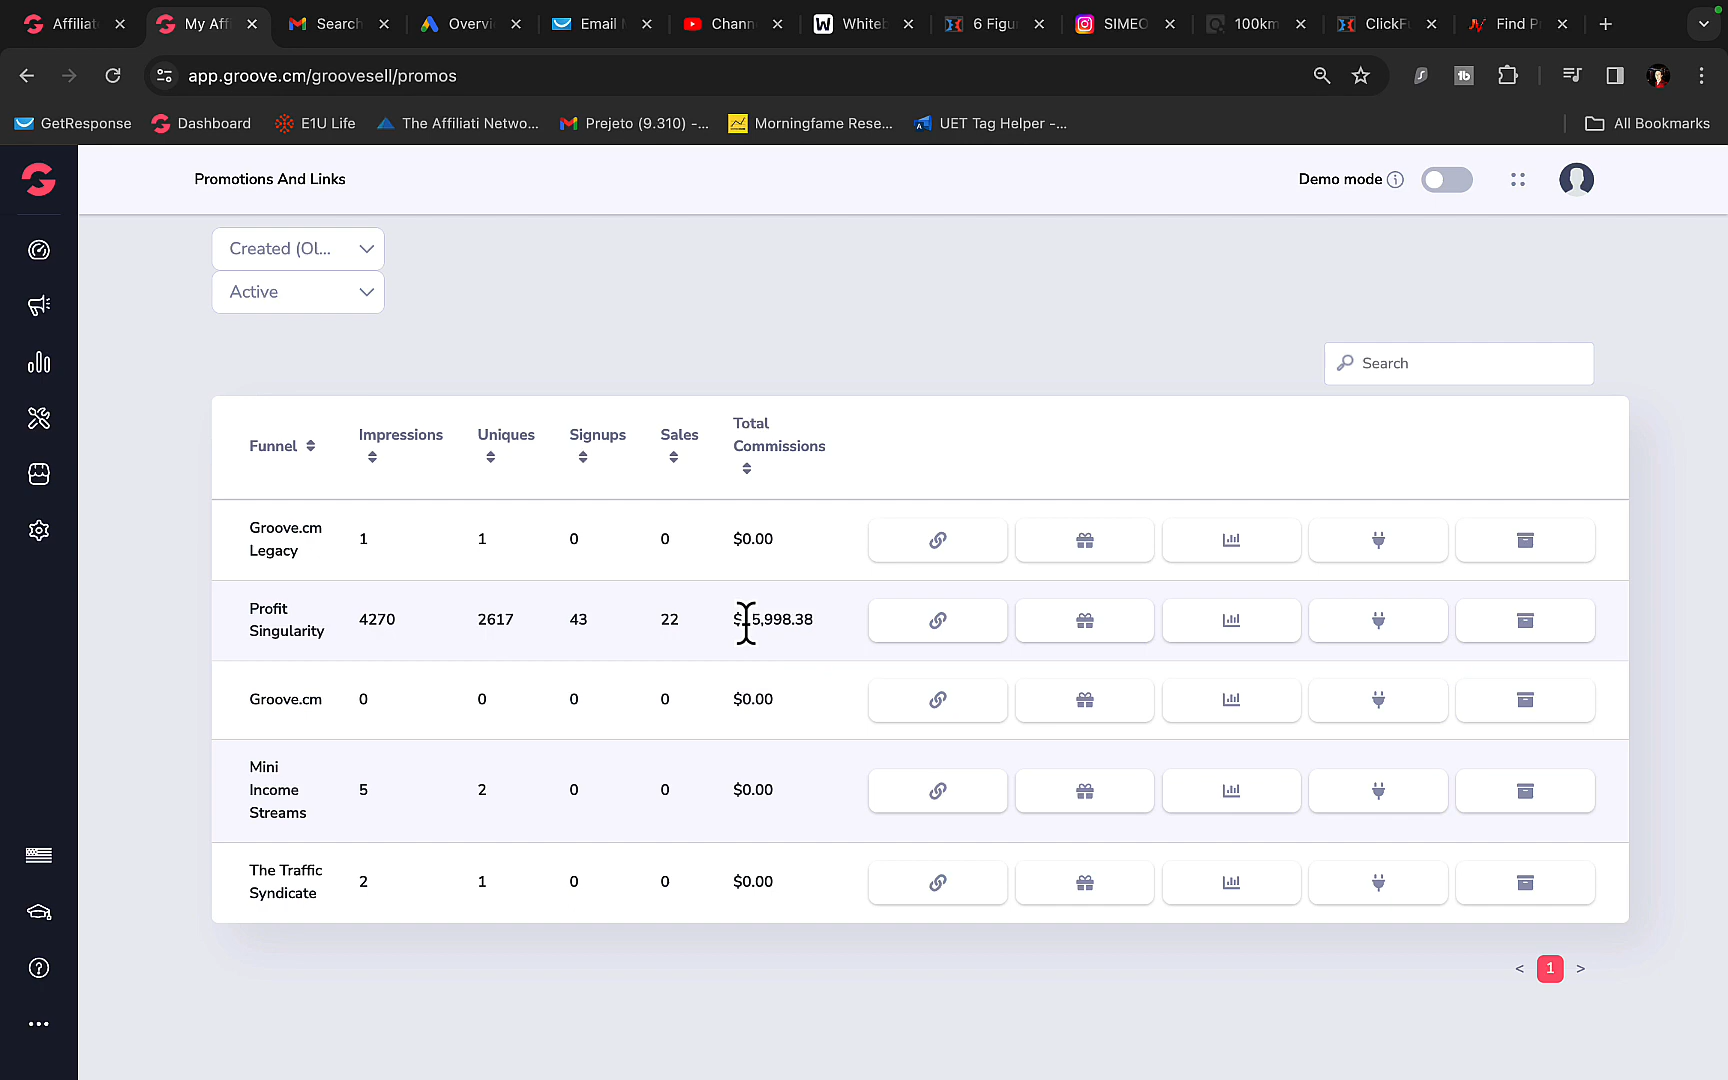 Affiliat
My Affi
Search
Overvi
Email
Chann
Whiteb
6 Figu
SIMEO
100km
ClickFu
Find P
app.groove.cm/groovesell/promos
GetResponse
Dashboard
E1U Life
The Affiliati Netwo...
Prejeto (9.310) -...
Morningfame Rese...
UET Tag Helper -...
All Bookmarks
Promotions And Links
Demo mode
Created (Ol...
Active
Search
Funnel
Impressions
Uniques
Signups
Sales
Total
Commissions
Groove.cm
Legacy
1
1
0
0
$0.00
Profit
Singularity
4270
2617
43
22
Groove.cm
0
0
0
0
$0.00
Mini
Income
Streams
5
2
0
0
$0.00
The Traffic
Syndicate
2
1
0
0
$0.00
< 1 >